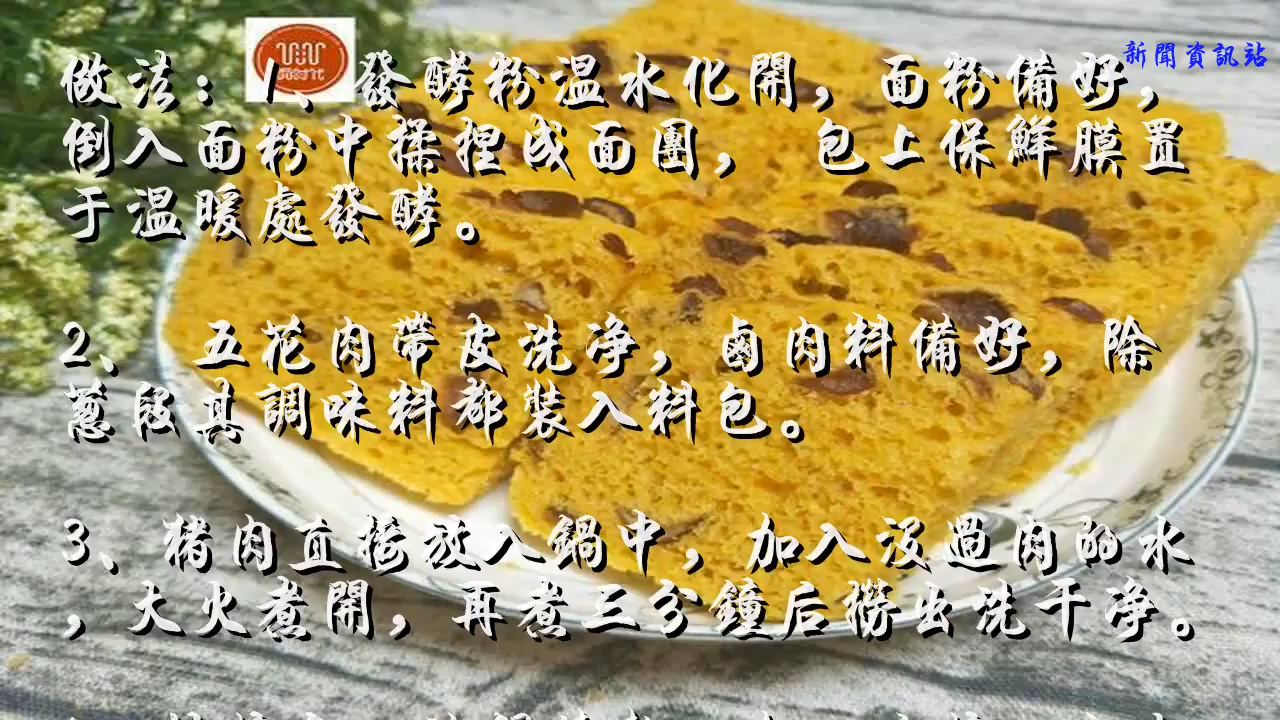 新聞資訊站
做法：1、發酵粉溫水化開，面粉備好，
倒入面粉中揉捏成面團， 包上保鮮膜置
于溫暖處發酵。
2、 五花肉帶皮洗净，鹵肉料備好，除
蔥段其調味料都裝入料包。
3、猪肉直接放入鍋中，加入没過肉的水
，大火煮開，再煮三分鐘后撈出洗干净。